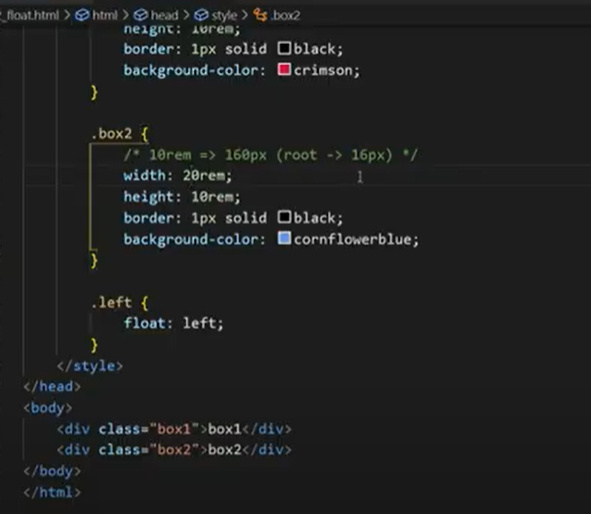 _float.html > html > head > style > .box2
height: 10rem;
border: 1px solid black;
background-color: crimson;
}
.box2 {
/* 10rem => 160px (root -> 16px) */
width: 20rem;
height: 10rem;
border: 1px solid black;
background-color: cornflowerblue;
}
.left {
float: left;
}
</style>
</head>
<body>
<div class="box1">box1</div>
<div class="box2">box2</div>
</body>
</html>